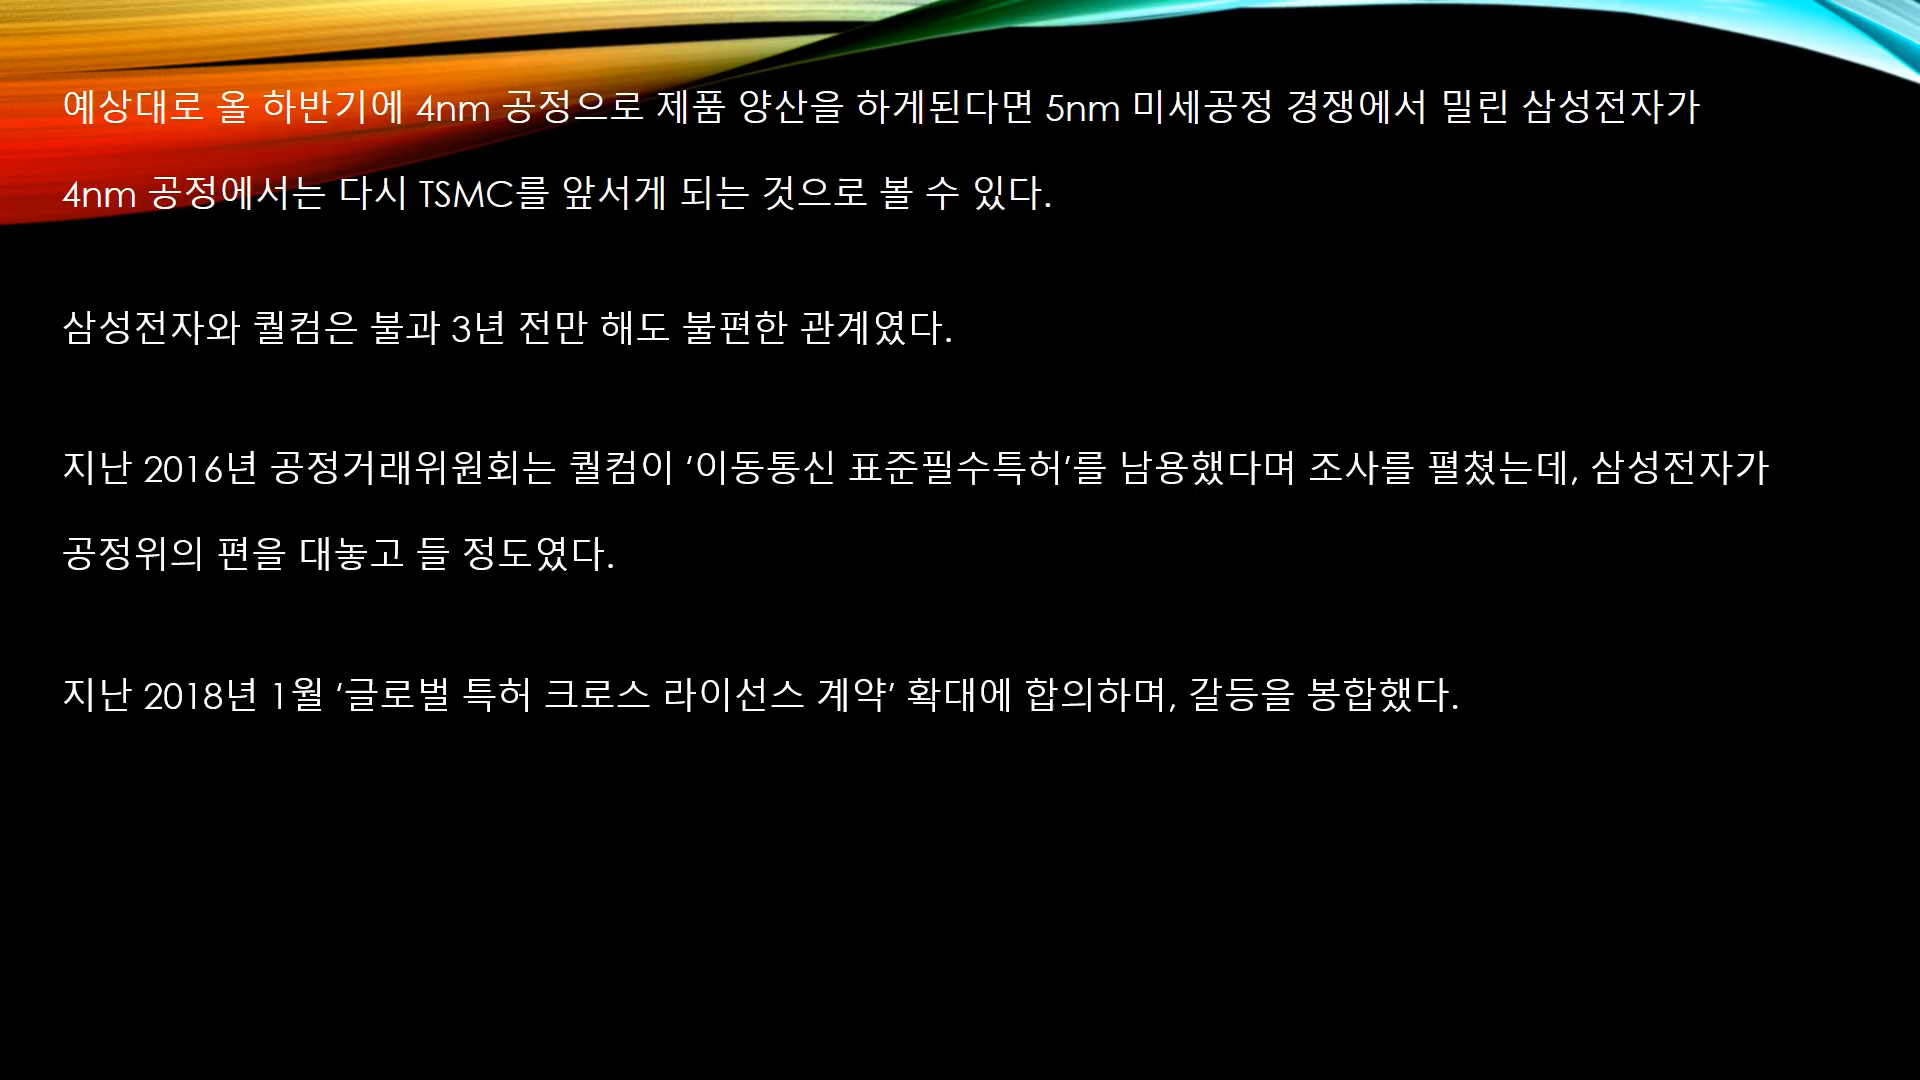 예상대로 올 하반기에 4nm 공정으로 제품 양산을 하게된다면 5nm 미세공정 경쟁에서 밀린 삼성전자가
4nm 공정에서는 다시 TSMC를 앞서게 되는 것으로 볼 수 있다.
삼성전자와 퀄컴은 불과 3년 전만 해도 불편한 관계였다.
지난 2016년 공정거래위원회는 퀄컴이 ‘이동통신 표준필수특허’를 남용했다며 조사를 펼쳤는데, 삼성전자가
공정위의 편을 대놓고 들 정도였다.
지난 2018년 1월 ‘글로벌 특허 크로스 라이선스 계약’ 확대에 합의하며, 갈등을 봉합했다.